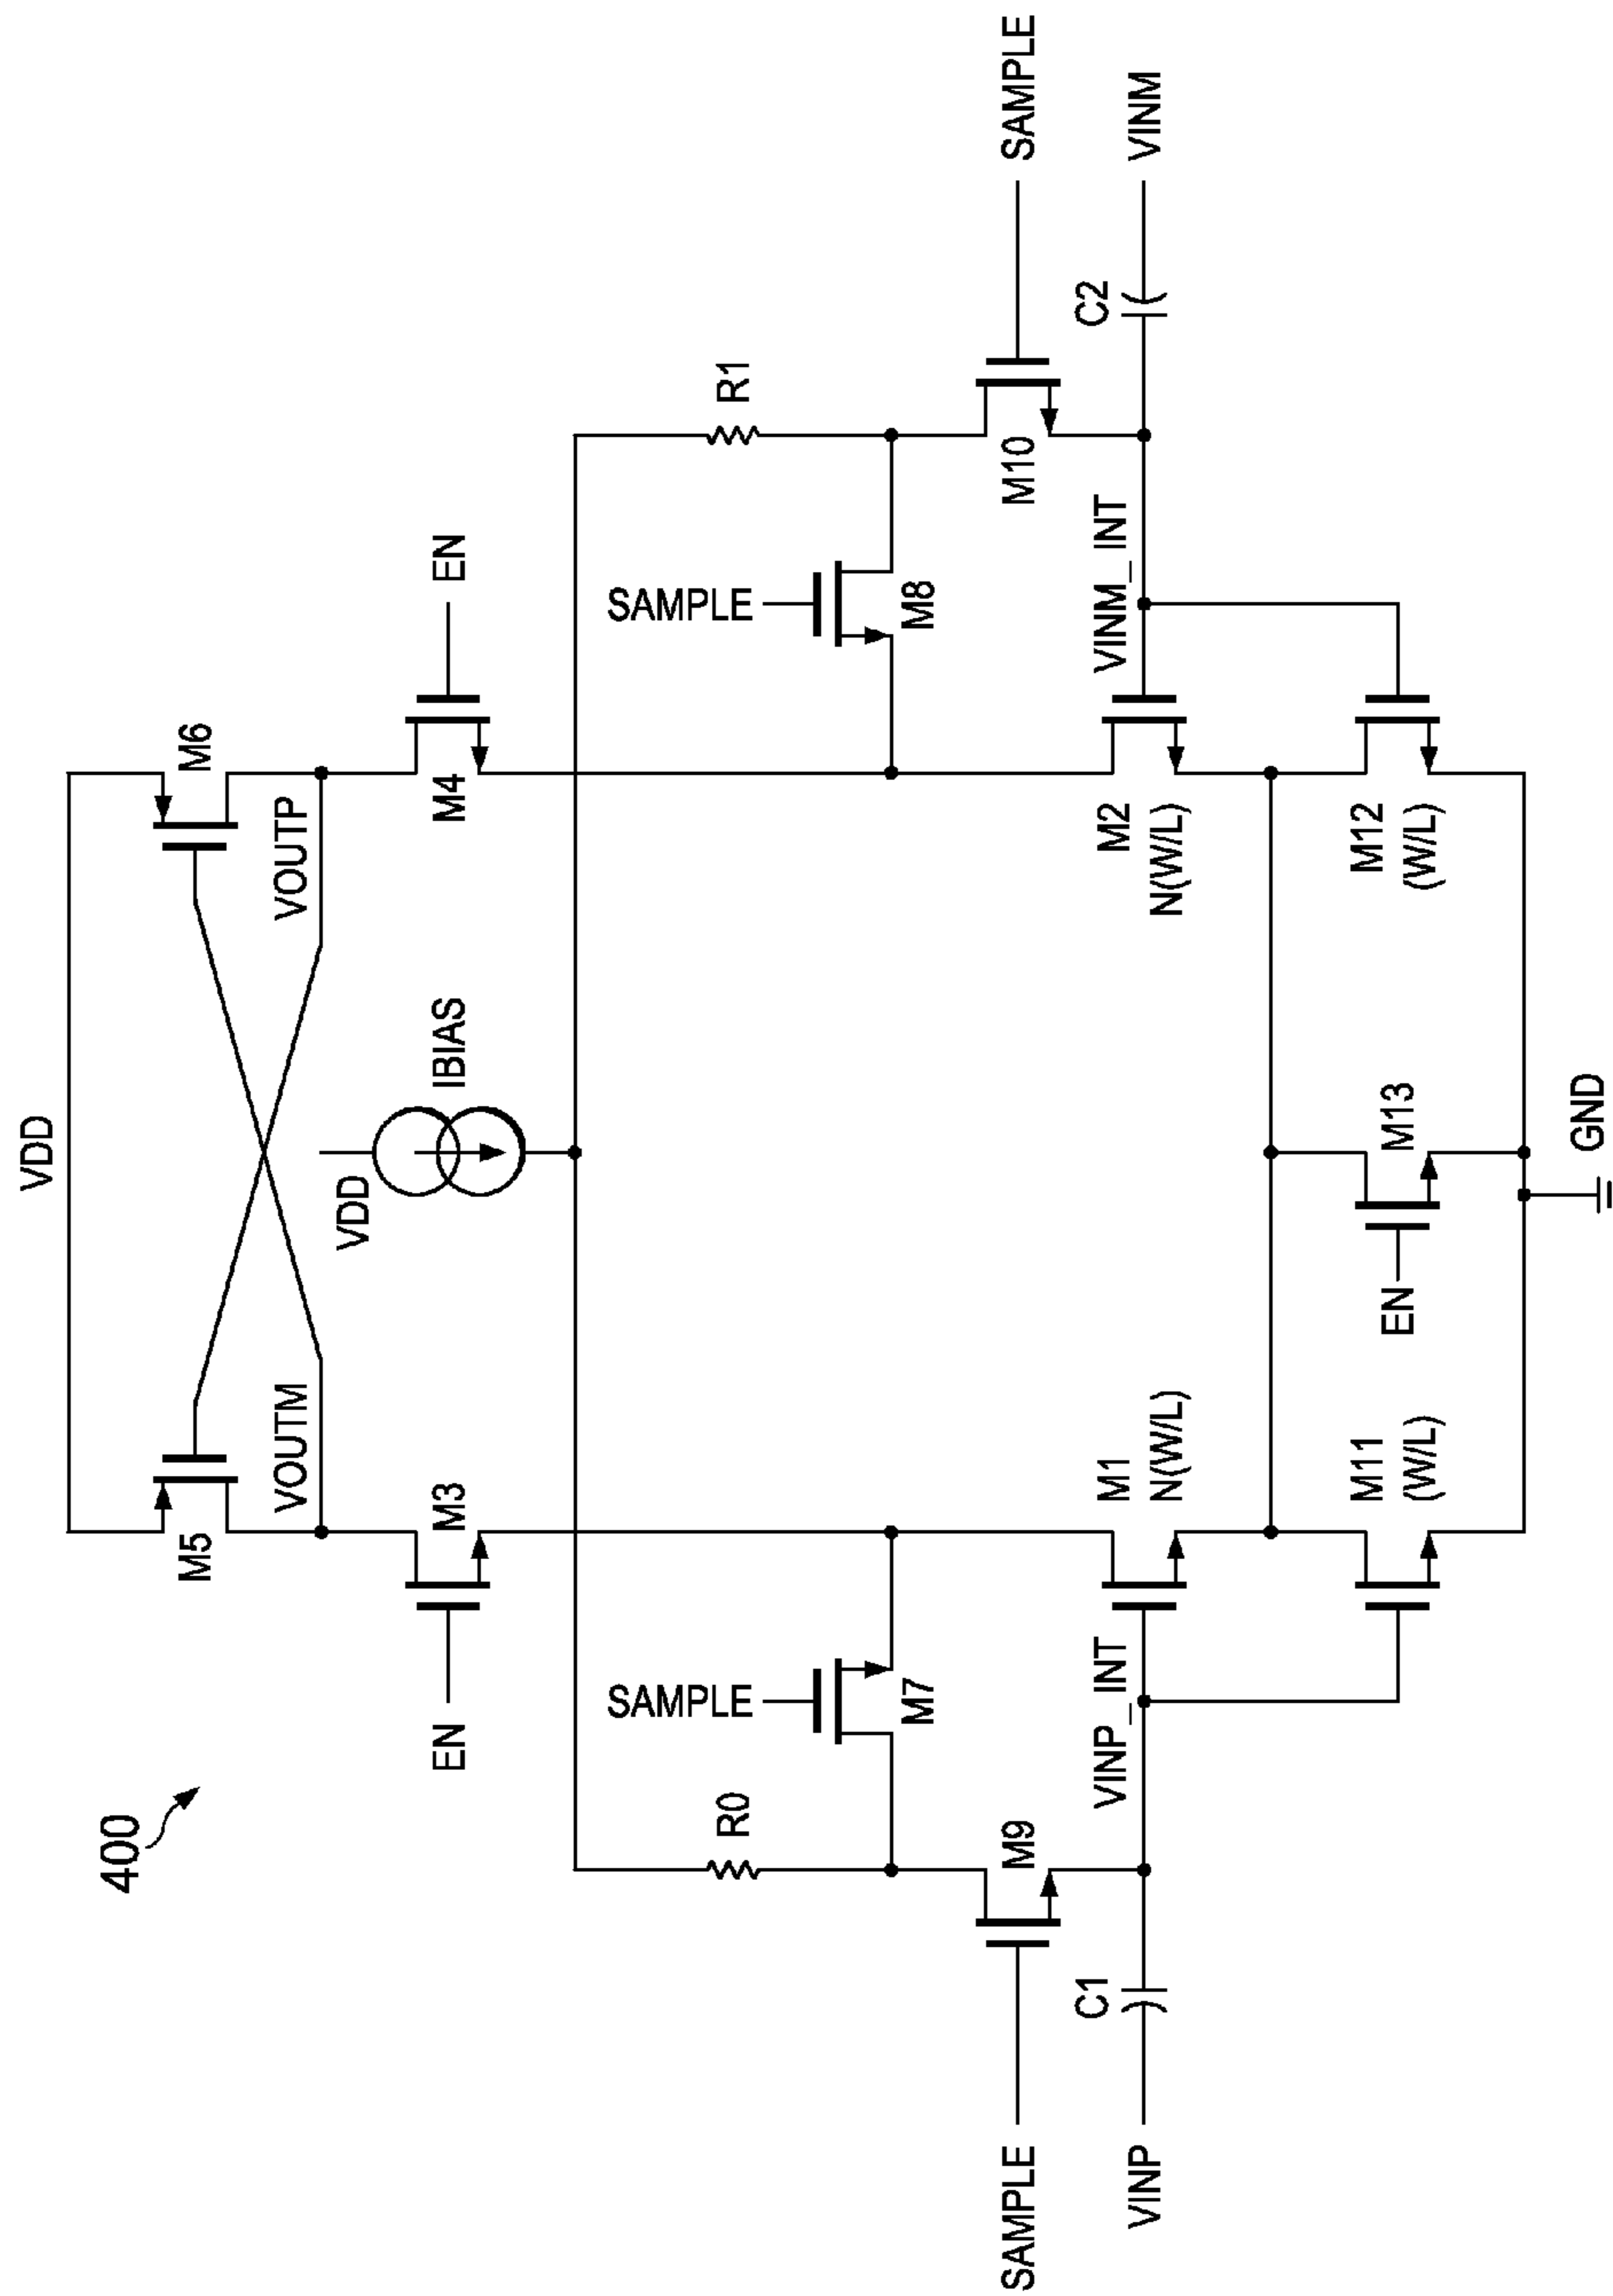 400
VDD
M5
M6
VOUTM
VOUTP
VDD
IBIAS
EN
M3
M4
EN
R0
R1
SAMPLE
M7
SAMPLE
M8
SAMPLE
M9
M10
SAMPLE
VINP
C1
VINP_INT
M1
N(W/L)
M2
N(W/L)
VINM_INT
C2
VINM
M11
(W/L)
EN
M13
M12
(W/L)
GND